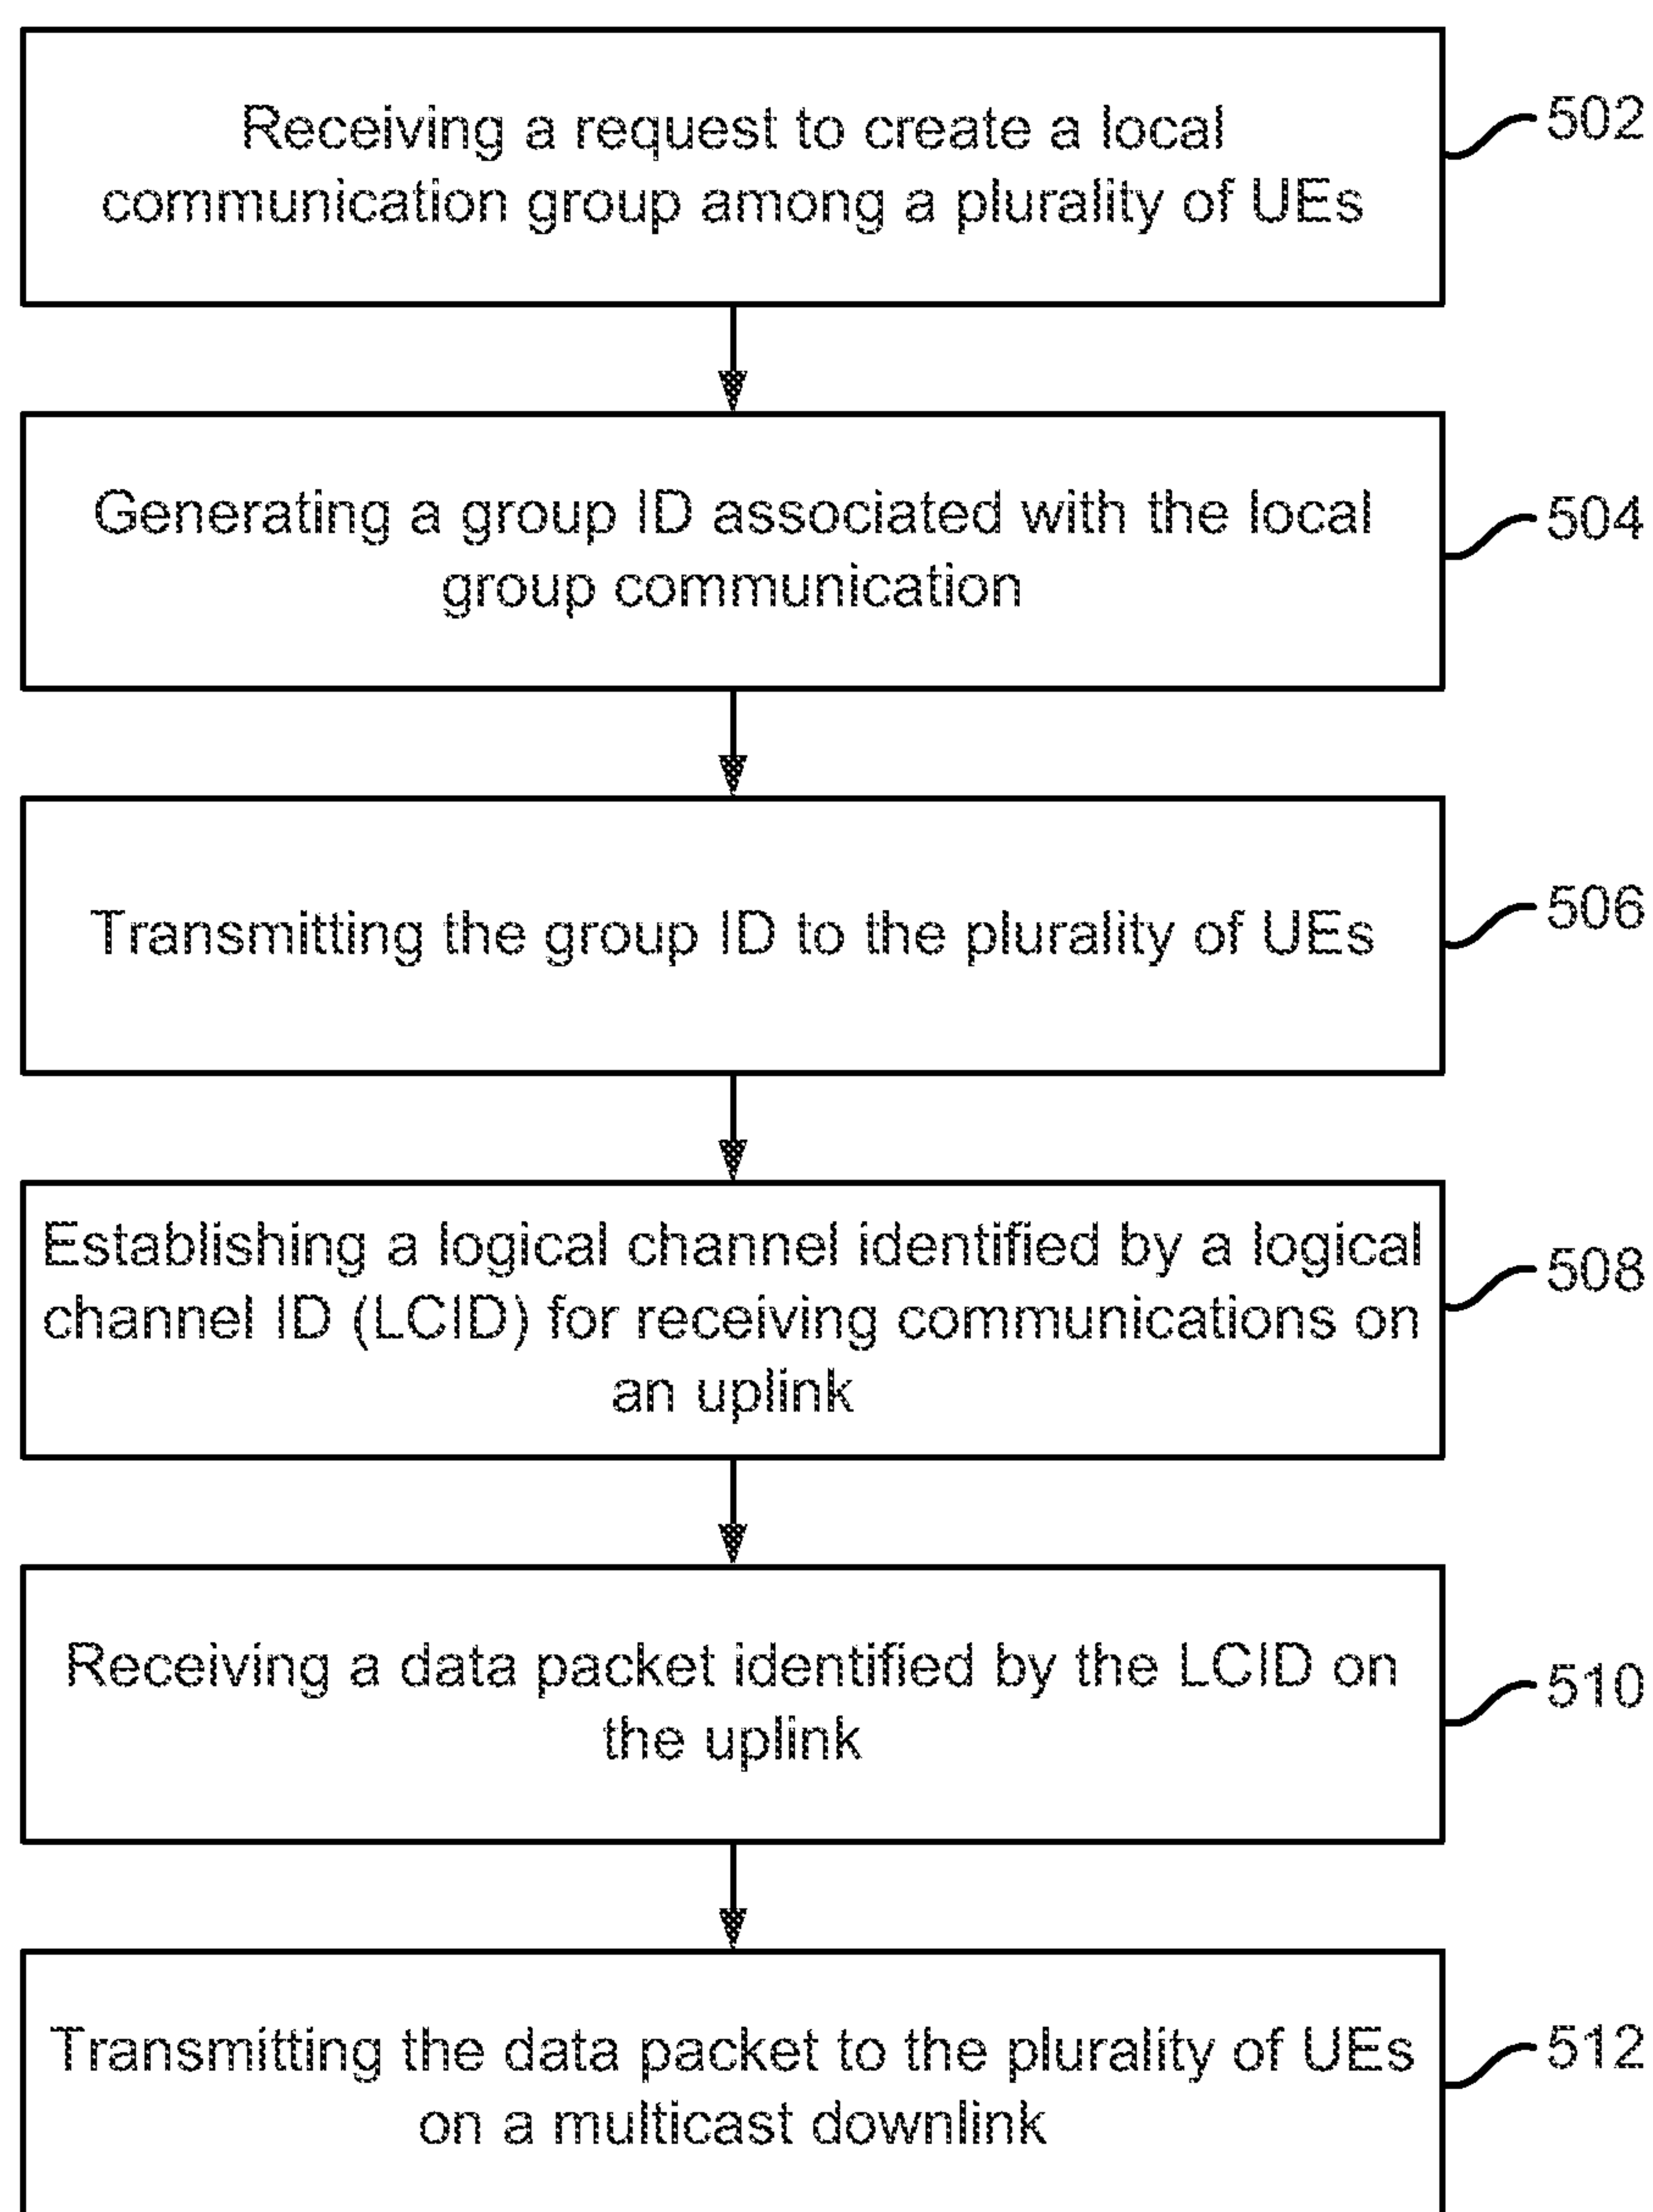 Receiving a request to create a local
communication group among a plurality of UEs
502
Generating a group ID associated with the local
group communication
504
Transmitting the group ID to the plurality of UEs
506
Establishing a logical channel identified by a logical
channel ID (LCID) for receiving communications on
an uplink
508
Receiving a data packet identified by the LCID on
the uplink
510
Transmitting the data packet to the plurality of UEs
on a multicast downlink
512